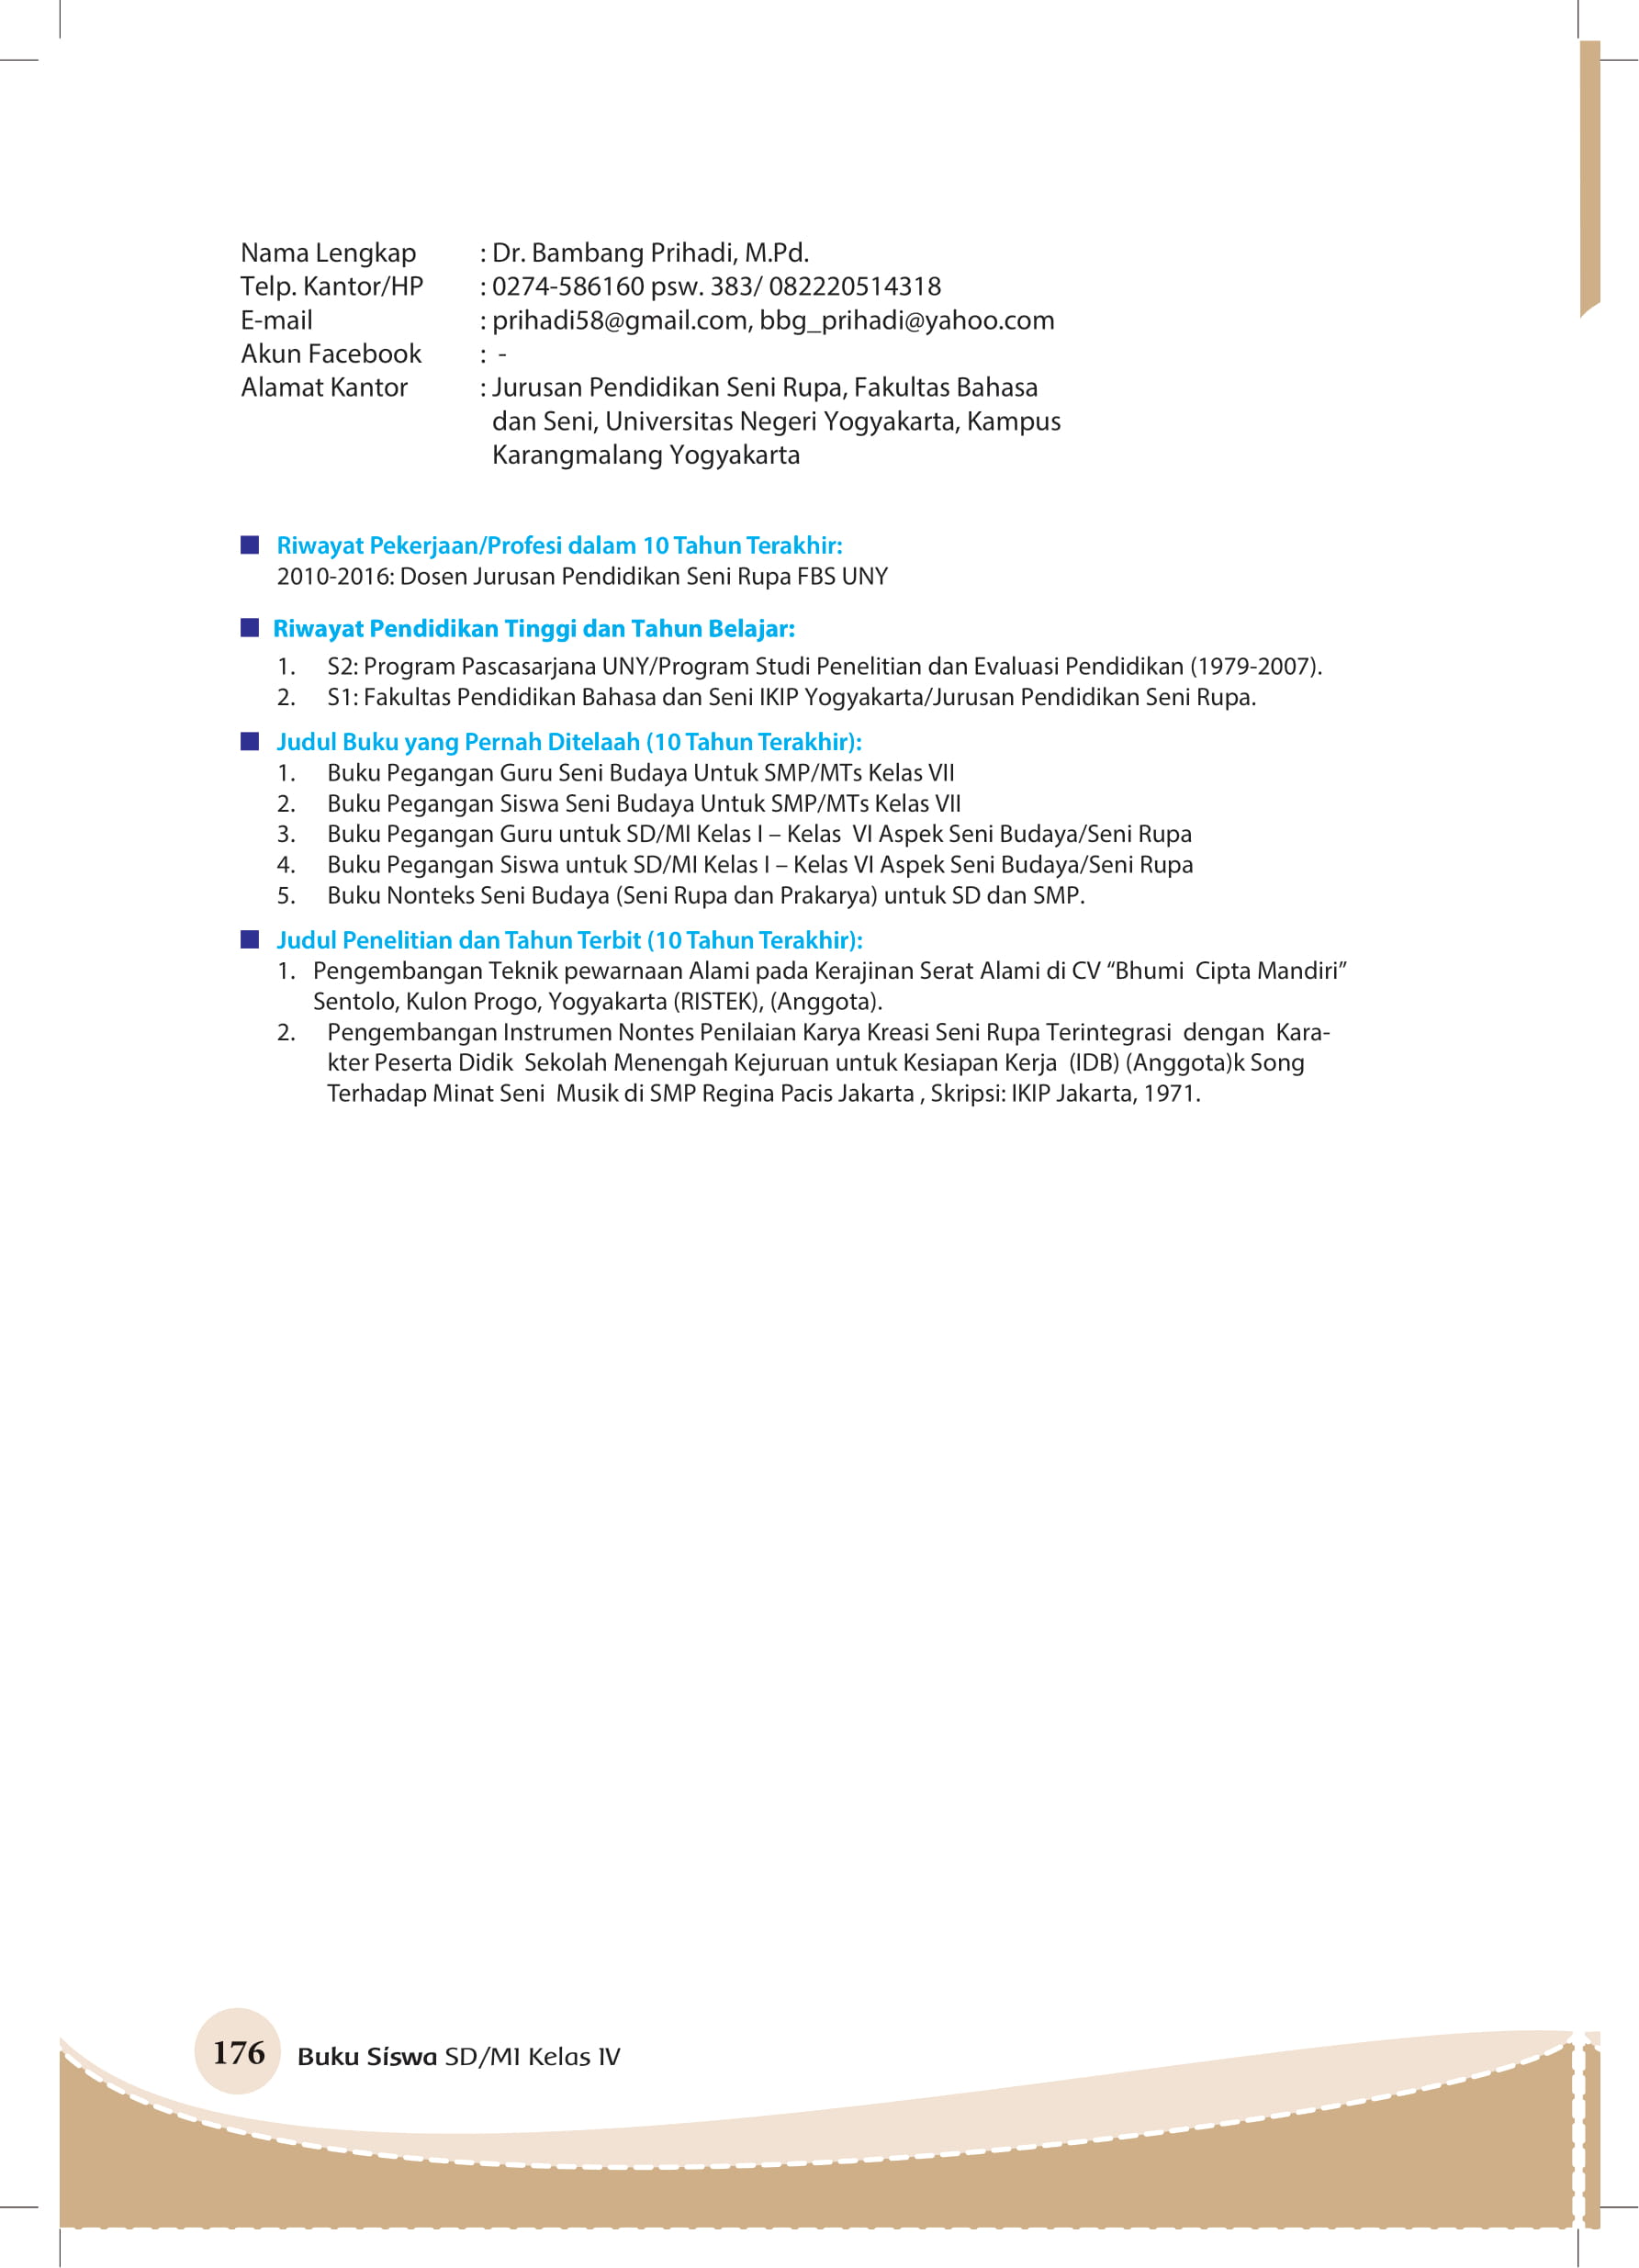 Nama Lengkap : Dr. Bambang Prihadi, M.Pd.
Telp. Kantor/HP : 0274-586160 psw. 383/ 082220514318
E-mail : prihadi58@gmail.com, bbg_prihadi@yahoo.com
Akun Facebook : -
Alamat Kantor : Jurusan Pendidikan Seni Rupa, Fakultas Bahasa
dan Seni, Universitas Negeri Yogyakarta, Kampus
Karangmalang Yogyakarta
■ Riwayat Pekerjaan/Profesi dalam 10 Tahun Terakhir:
2010-2016: Dosen Jurusan Pendidikan Seni Rupa FBS UNY
■ Riwayat Pendidikan Tinggi dan Tahun Belajar:
1. S2: Program Pascasarjana UNY/Program Studi Penelitian dan Evaluasi Pendidikan (1979-2007).
2. S1: Fakultas Pendidikan Bahasa dan Seni IKIP Yogyakarta/Jurusan Pendidikan Seni Rupa.
■ Judul Buku yang Pernah Ditelaah (10 Tahun Terakhir):
1. Buku Pegangan Guru Seni Budaya Untuk SMP/MTs Kelas VII
2. Buku Pegangan Siswa Seni Budaya Untuk SMP/MTs Kelas VII
3. Buku Pegangan Guru untuk SD/MI Kelas I – Kelas VI Aspek Seni Budaya/Seni Rupa
4. Buku Pegangan Siswa untuk SD/MI Kelas I – Kelas VI Aspek Seni Budaya/Seni Rupa
5. Buku Nonteks Seni Budaya (Seni Rupa dan Prakarya) untuk SD dan SMP.
■ Judul Penelitian dan Tahun Terbit (10 Tahun Terakhir):
1. Pengembangan Teknik pewarnaan Alami pada Kerajinan Serat Alami di CV “Bhumi Cipta Mandiri”
Sentolo, Kulon Progo, Yogyakarta (RISTEK), (Anggota).
2. Pengembangan Instrumen Nontes Penilaian Karya Kreasi Seni Rupa Terintegrasi dengan Kara-
kter Peserta Didik Sekolah Menengah Kejuruan untuk Kesiapan Kerja (IDB) (Anggota)k Song
Terhadap Minat Seni Musik di SMP Regina Pacis Jakarta , Skripsi: IKIP Jakarta, 1971.
176 Buku Siswa SD/MI Kelas IV